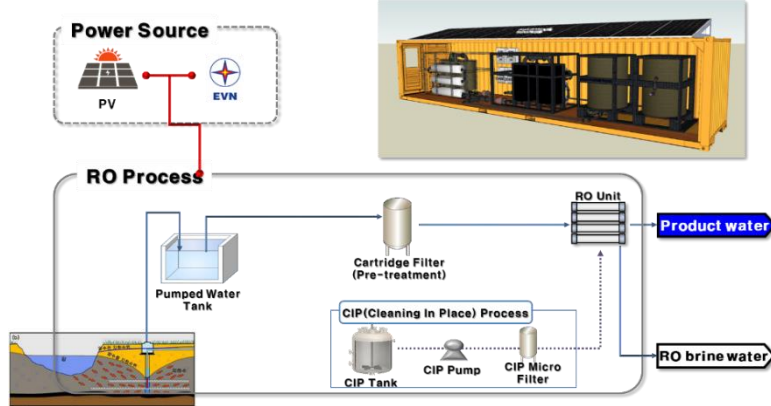 Power Source
PV
EVN
RO Process
RO Unit
Product water
Cartridge Filter
(Pre-treatment)
Pumped Water
Tank
CIP(Cleaning In Place) Process
CIP Tank
CIP Pump
CIP Micro
Filter
RO brine water
(b)